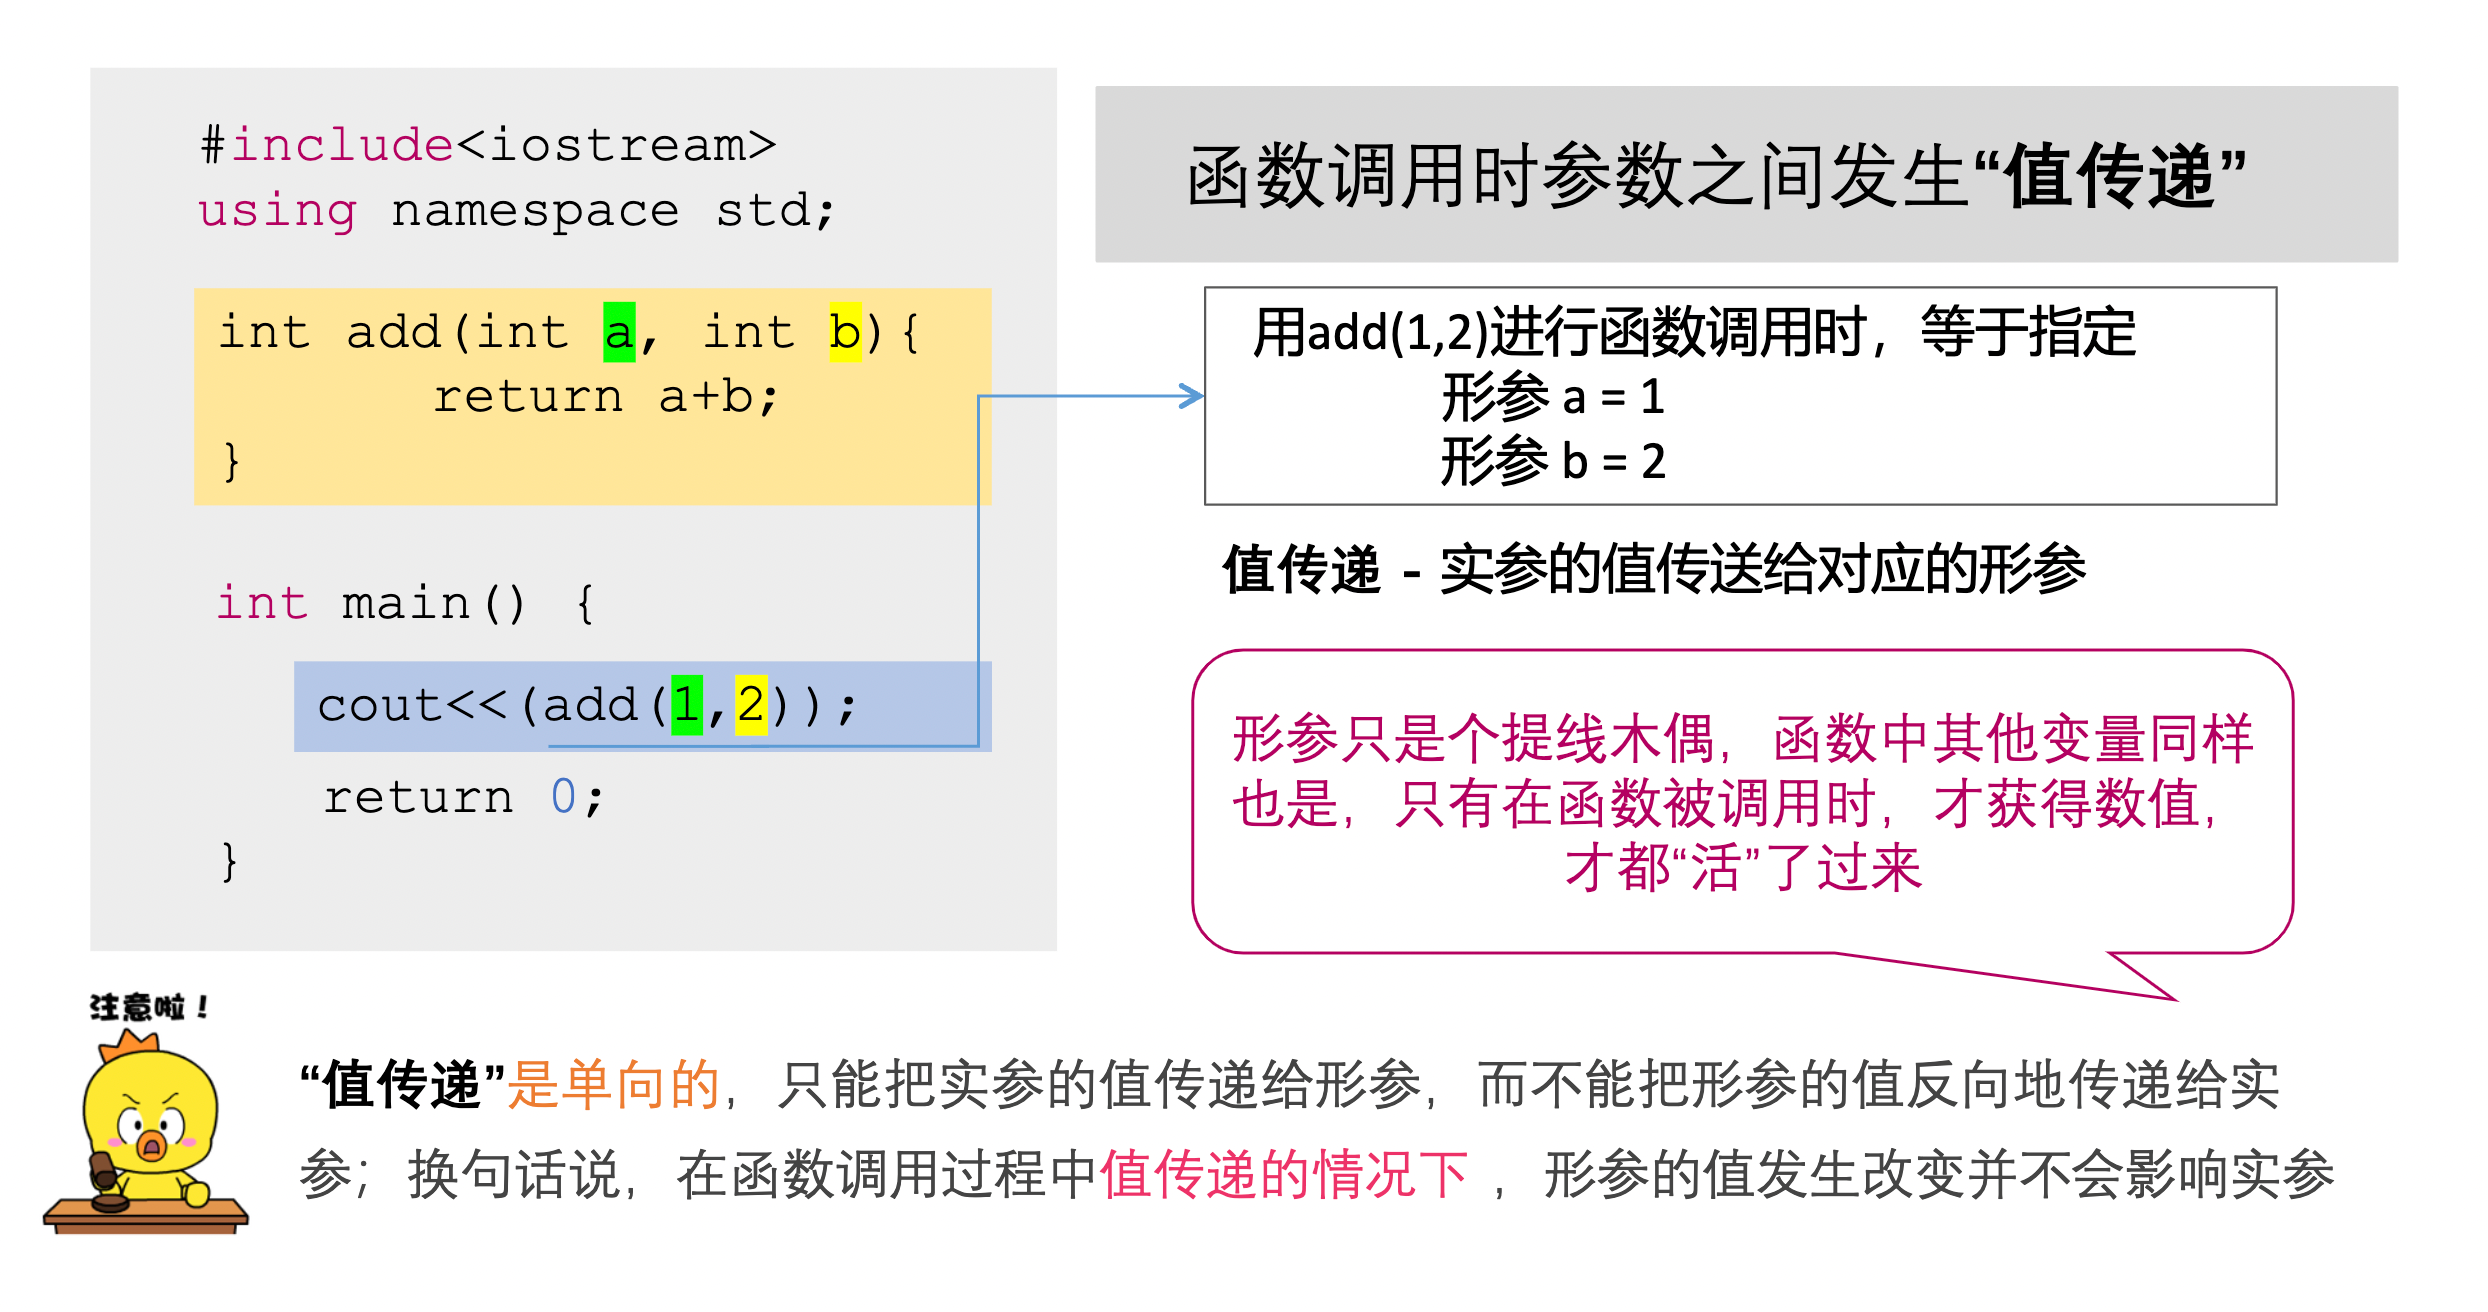 #include<iostream>
using namespace std;
int add(int a, int b){
return a+b;
}
int main() {
cout<<(add(1,2));
return 0;
}
函数调用时参数之间发生“值传递”
用add(1,2)进行函数调用时，等于指定
形参 a = 1
形参 b = 2
值传递 - 实参的值传送给对应的形参
形参只是个提线木偶，函数中其他变量同样
也是，只有在函数被调用时，才获得数值，
才都“活”了过来
注意啦！
“值传递”是单向的，只能把实参的值传递给形参，而不能把形参的值反向地传递给实
参；换句话说，在函数调用过程中值传递的情况下 ，形参的值发生改变并不会影响实参